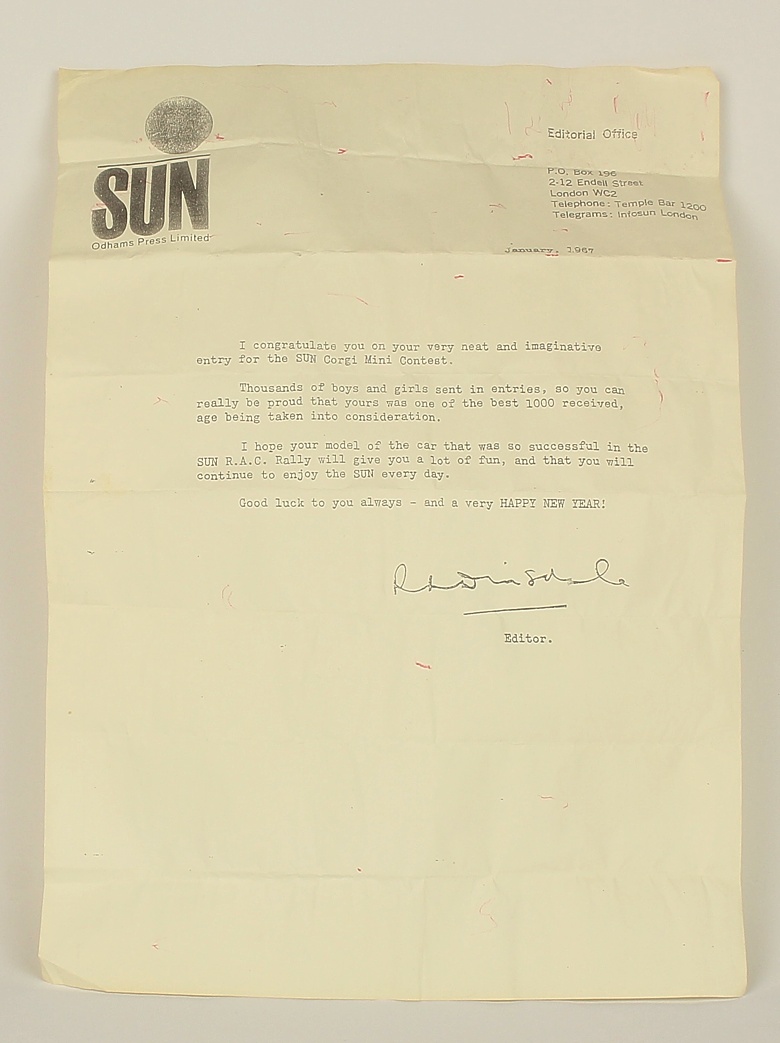 SUN
Odhams Press Limited
Editorial Office
P.O. Box 196
2-12 Endell Street
London WC2
Telephone: Temple Bar 1200
Telegrams: Infosun London
January, 1967
I congratulate you on your very neat and imaginative
entry for the SUN Corgi Mini Contest.
Thousands of boys and girls sent in entries, so you can
really be proud that yours was one of the best 1000 received,
age being taken into consideration.
I hope your model of the car that was so successful in the
SUN R.A.C. Rally will give you a lot of fun, and that you will
continue to enjoy the SUN every day.
Good luck to you always - and a very HAPPY NEW YEAR!
Editor.